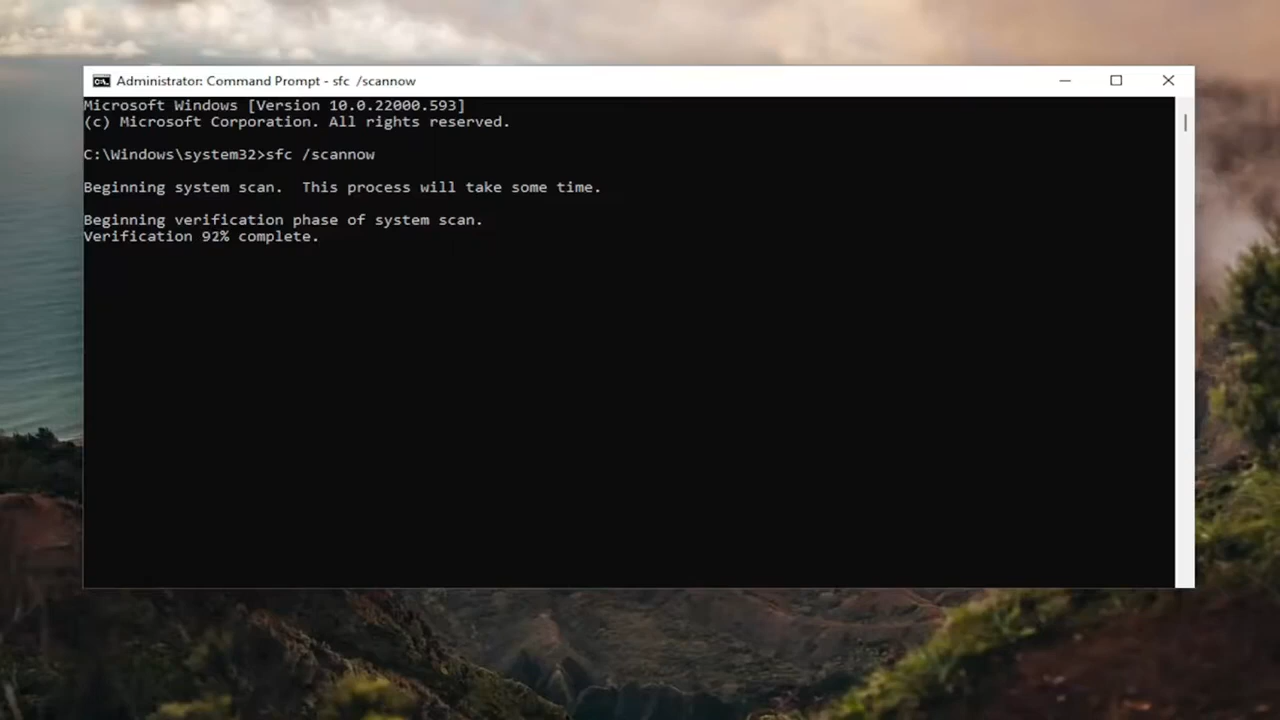 Administrator: Command Prompt - sfc  /scannow
Microsoft Windows [Version 10.0.22000.593]
(c) Microsoft Corporation. All rights reserved.
C:\Windows\system32>sfc /scannow
Beginning system scan.  This process will take some time.
Beginning verification phase of system scan.
Verification 92% complete.